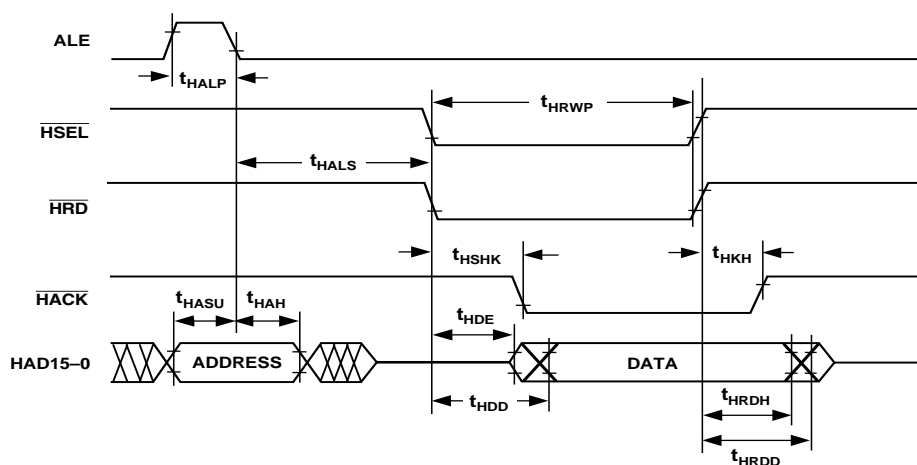 ALE
tHALP
tHRWP
HSEL
tHALS
HRD
tHSHK
tHKH
HACK
tHASU
tHAH
tHDE
HAD15–0
ADDRESS
DATA
tHDD
tHRDH
tHRDD